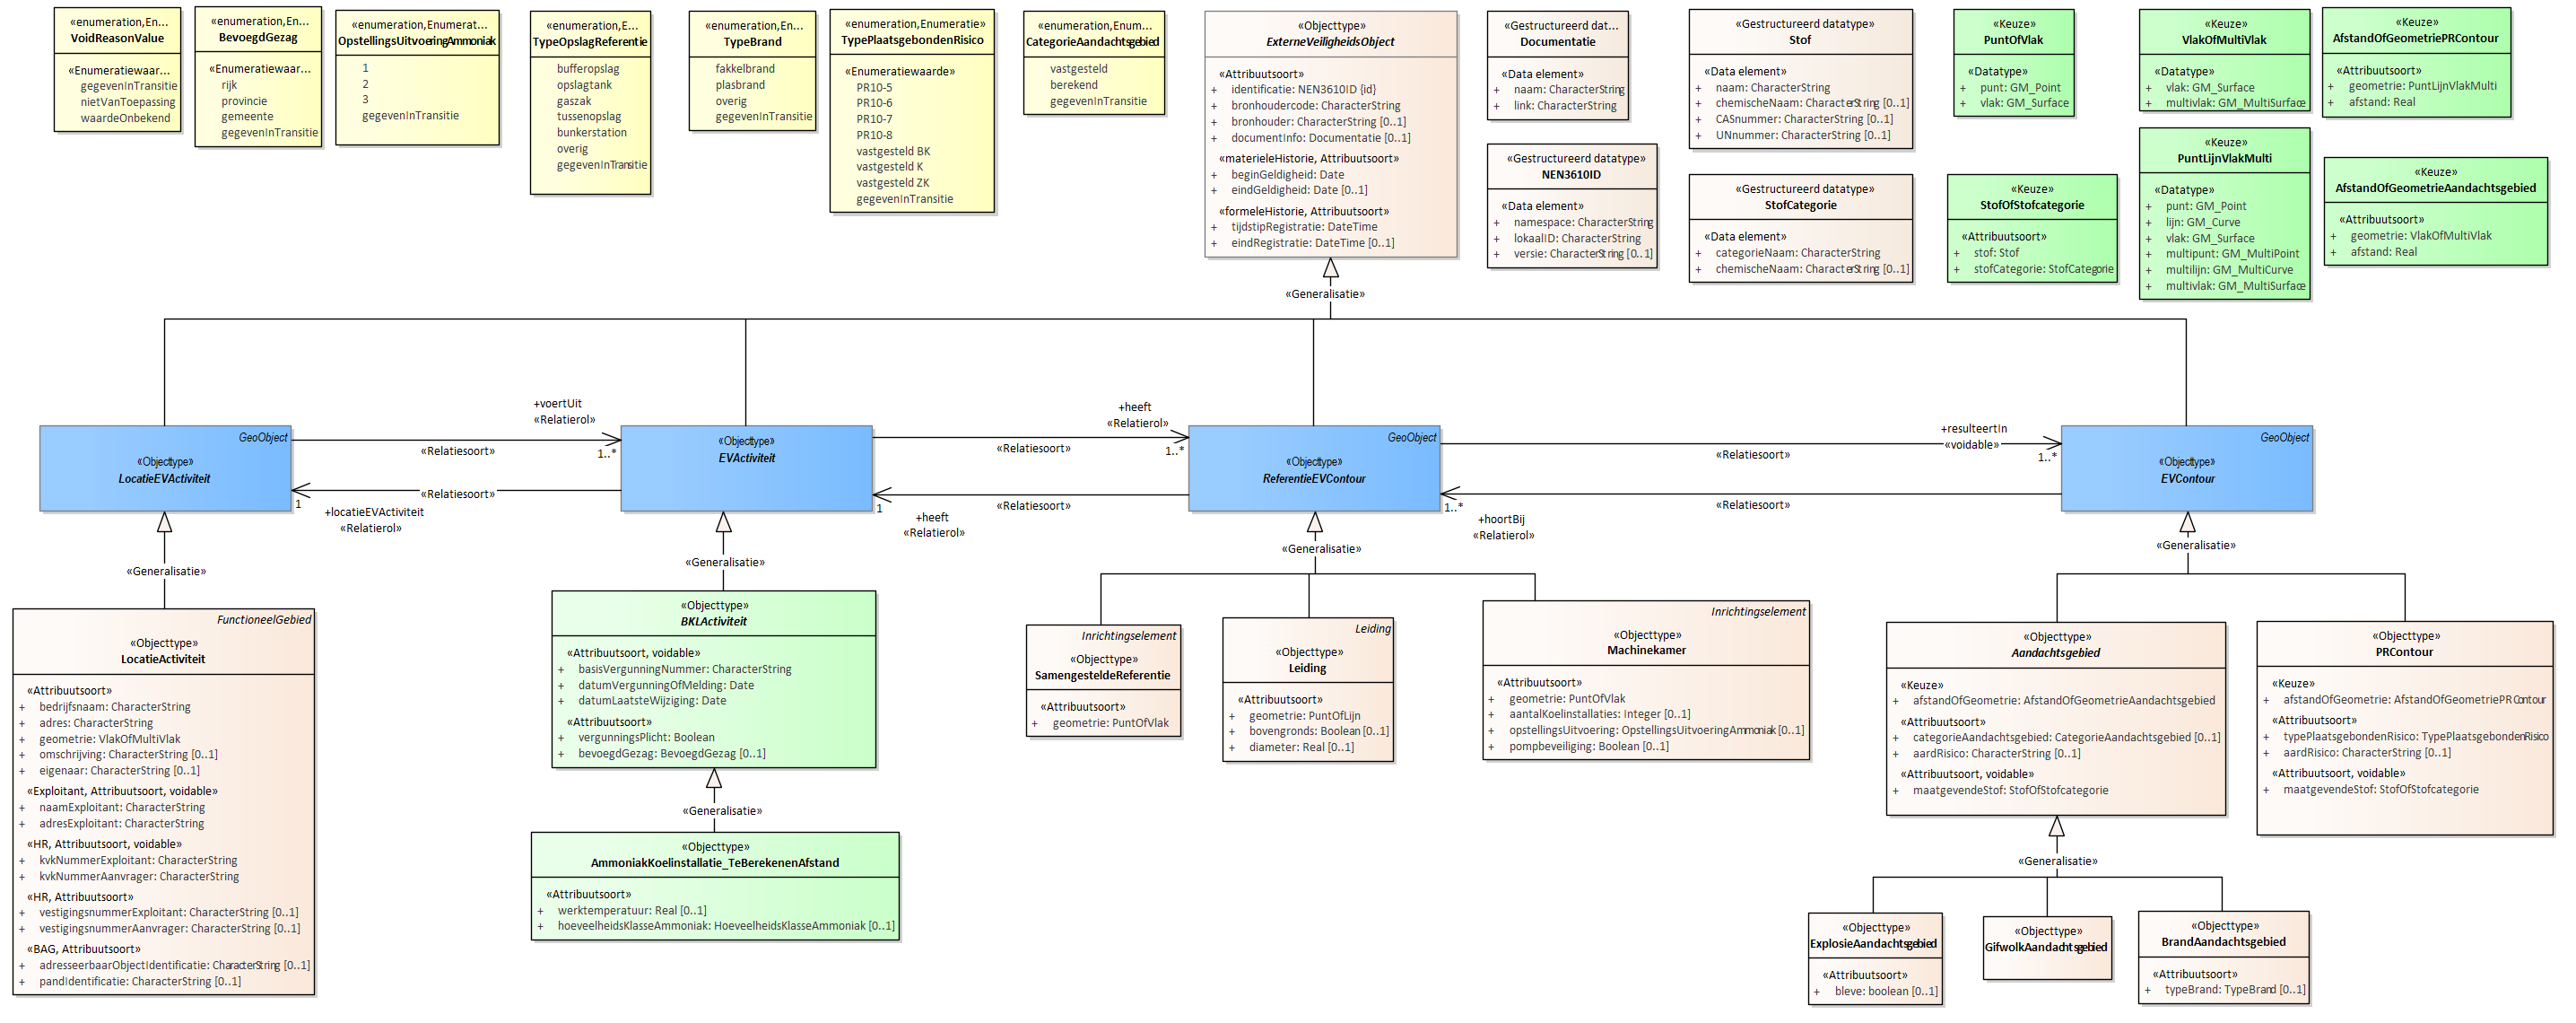 «enumeration,En...
VoidReasonValue
«Enumeratiewaar...
gegevenInTransitie
nietVanToepassing
waardeOnbekend
«enumeration,En...
BevoegdGezag
«Enumeratiewaar...
rijk
provincie
gemeente
gegevenInTransitie
«enumeration,Enumerat...
OpstellingsUitvoeringAmmoniak
1
2
3
gegevenInTransitie
«enumeration,E...
TypeOpslagReferentie
bufferopslag
opslagtank
gaszak
tussenopslag
bunkerstation
overig
gegevenInTransitie
«enumeration,En...
TypeBrand
fakkelbrand
plasbrand
overig
gegevenInTransitie
«enumeration,Enumeratie»
TypePlaatsgebondenRisico
«Enumeratiewaarde»
PR10-5
PR10-6
PR10-7
PR10-8
vastgesteld BK
vastgesteld K
vastgesteld ZK
gegevenInTransitie
«enumeration,Enum...
CategorieAandachtsgebied
vastgesteld
berekend
gegevenInTransitie
«Objecttype»
ExterneVeiligheidsObject
«Attribuutsoort»
+ identificatie: NEN3610ID {id}
+ bronhoudercode: CharacterString
+ bronhouder: CharacterString [0..1]
+ documentInfo: Documentatie [0..1]
«materieleHistorie, Attribuutsoort»
+ beginGeldigheid: Date
+ eindGeldigheid: Date [0..1]
«formeleHistorie, Attribuutsoort»
+ tijdstipRegistratie: DateTime
+ eindRegistratie: DateTime [0..1]
«Gestructureerd dat...
Documentatie
«Data element»
+ naam: CharacterString
+ link: CharacterString
«Gestructureerd datatype»
NEN3610ID
«Data element»
+ namespace: CharacterString
+ lokaalID: CharacterString
+ versie: CharacterString [0..1]
«Gestructureerd datatype»
Stof
«Data element»
+ naam: CharacterString
+ chemischeNaam: CharacterString [0..1]
+ CASnummer: CharacterString [0..1]
+ UNnummer: CharacterString [0..1]
«Gestructureerd datatype»
StofCategorie
«Data element»
+ categorieNaam: CharacterString
+ chemischeNaam: CharacterString [0..1]
«Keuze»
PuntOfVlak
«Datatype»
+ punt: GM_Point
+ vlak: GM_Surface
«Keuze»
StofOfStofcategorie
«Attribuutsoort»
+ stof: Stof
+ stofCategorie: StofCategorie
«Keuze»
VlakOfMultiVlak
«Datatype»
+ vlak: GM_Surface
+ multivlak: GM_MultiSurface
«Keuze»
PuntLijnVlakMulti
«Datatype»
+ punt: GM_Point
+ lijn: GM_Curve
+ vlak: GM_Surface
+ multipunt: GM_MultiPoint
+ multilijn: GM_MultiCurve
+ multivlak: GM_MultiSurface
«Keuze»
AfstandOfGeometriePRContour
«Attribuutsoort»
+ geometrie: PuntLijnVlakMulti
+ afstand: Real
«Keuze»
AfstandOfGeometrieAandachtsgebied
«Attribuutsoort»
+ geometrie: VlakOfMultiVlak
+ afstand: Real
«Generalisatie»
GeoObject
«Objecttype»
LocatieEVActiviteit
+voertUit
«Relatierol»
«Relatiesoort»
1..*
«Relatiesoort»
1
+locatieEVActiviteit
«Relatierol»
«Objecttype»
EVActiviteit
+heeft
«Relatierol»
«Relatiesoort»
1..*
«Relatiesoort»
1
+heeft
«Relatierol»
GeoObject
«Objecttype»
ReferentieEVContour
+resulteertIn
«voidable»
«Relatiesoort»
1..*
«Relatiesoort»
1..*
+hoortBij
«Relatierol»
GeoObject
«Objecttype»
EVContour
«Generalisatie»
«Generalisatie»
«Generalisatie»
«Generalisatie»
FunctioneelGebied
«Objecttype»
LocatieActiviteit
«Attribuutsoort»
+ bedrijfsnaam: CharacterString
+ adres: CharacterString
+ geometrie: VlakOfMultiVlak
+ omschrijving: CharacterString [0..1]
+ eigenaar: CharacterString [0..1]
«Exploitant, Attribuutsoort, voidable»
+ naamExploitant: CharacterString
+ adresExploitant: CharacterString
«HR, Attribuutsoort, voidable»
+ kvkNummerExploitant: CharacterString
+ kvkNummerAanvrager: CharacterString
«HR, Attribuutsoort»
+ vestigingsnummerExploitant: CharacterString [0..1]
+ vestigingsnummerAanvrager: CharacterString [0..1]
«BAG, Attribuutsoort»
+ adresseerbaarObjectIdentificatie: CharacterString [0..1]
+ pandIdentificatie: CharacterString [0..1]
«Objecttype»
BKLActiviteit
«Attribuutsoort, voidable»
+ basisVergunningNummer: CharacterString
+ datumVergunningOfMelding: Date
+ datumLaatsteWijziging: Date
«Attribuutsoort»
+ vergunningsPlicht: Boolean
+ bevoegdGezag: BevoegdGezag [0..1]
«Generalisatie»
«Objecttype»
AmmoniakKoelinstallatie_TeBerekenenAfstand
«Attribuutsoort»
+ werktemperatuur: Real [0..1]
+ hoeveelheidsKlasseAmmoniak: HoeveelheidsKlasseAmmoniak [0..1]
Inrichtingselement
«Objecttype»
SamengesteldeReferentie
«Attribuutsoort»
+ geometrie: PuntOfVlak
Leiding
«Objecttype»
Leiding
«Attribuutsoort»
+ geometrie: PuntOfLijn
+ bovengronds: Boolean [0..1]
+ diameter: Real [0..1]
Inrichtingselement
«Objecttype»
Machinekamer
«Attribuutsoort»
+ geometrie: PuntOfVlak
+ aantalKoelinstallaties: Integer [0..1]
+ opstellingsUitvoering: OpstellingsUitvoeringAmmoniak [0..1]
+ pompbeveiliging: Boolean [0..1]
«Objecttype»
Aandachtsgebied
«Keuze»
+ afstandOfGeometrie: AfstandOfGeometrieAandachtsgebied
«Attribuutsoort»
+ categorieAandachtsgebied: CategorieAandachtsgebied [0..1]
+ aardRisico: CharacterString [0..1]
«Attribuutsoort, voidable»
+ maatgevendeStof: StofOfStofcategorie
«Objecttype»
PRContour
«Keuze»
+ afstandOfGeometrie: AfstandOfGeometriePRContour
«Attribuutsoort»
+ typePlaatsgebondenRisico: TypePlaatsgebondenRisico
+ aardRisico: CharacterString [0..1]
«Attribuutsoort, voidable»
+ maatgevendeStof: StofOfStofcategorie
«Generalisatie»
«Objecttype»
ExplosieAandachtsgebied
«Attribuutsoort»
+ bleve: boolean [0..1]
«Objecttype»
GifwolkAandachtsgebied
«Objecttype»
BrandAandachtsgebied
«Attribuutsoort»
+ typeBrand: TypeBrand [0..1]